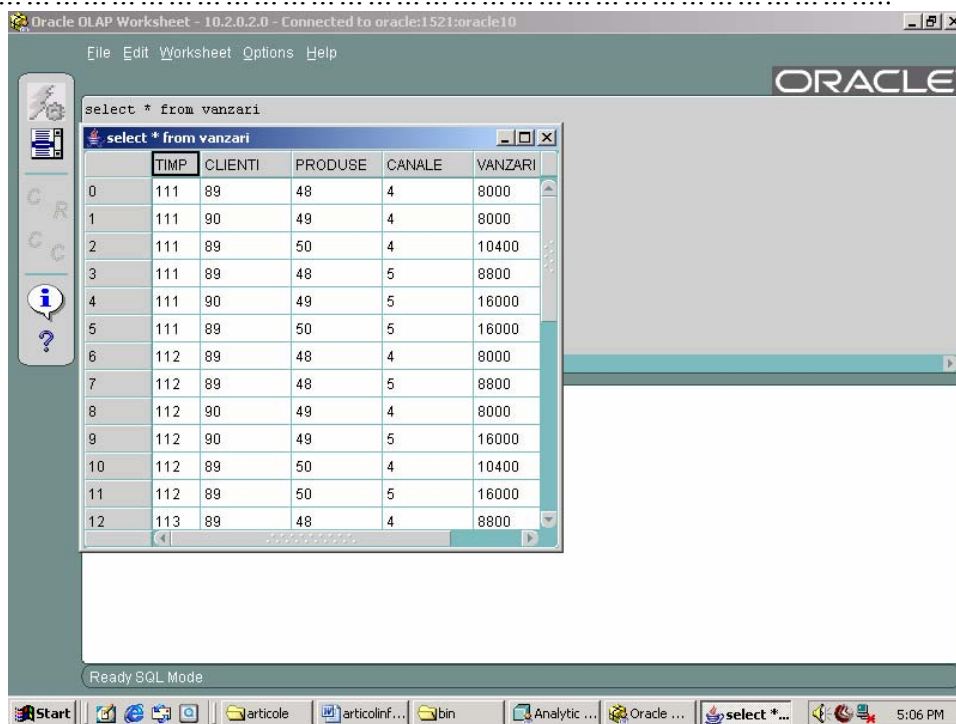 Oracle OLAP Worksheet - 10.2.0.2.0 - Connected to oracle:1521:oracle10
File Edit Worksheet Options Help
ORACLE
select * from vanzari
select * from vanzari
TIMP CLIENTI PRODUSE CANALE VANZARI
0 111 89 48 4 8000
1 111 90 49 4 8000
2 111 89 50 4 10400
3 111 89 48 5 8800
4 111 90 49 5 16000
5 111 89 50 5 16000
6 112 89 48 4 8000
7 112 89 48 5 8800
8 112 90 49 4 8000
9 112 90 49 5 16000
10 112 89 50 4 10400
11 112 89 50 5 16000
12 113 89 48 4 8800
C R
C C
?
Ready SQL Mode
Start articole articolinf... bin Analytic ... Oracle ... select *... 5:06 PM